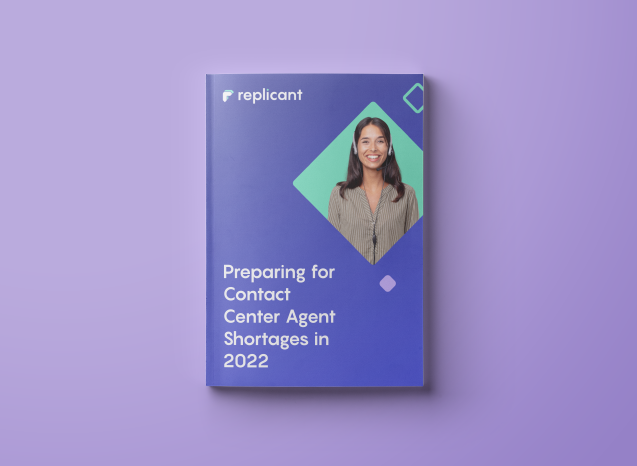 replicant
Preparing for
Contact
Center Agent
Shortages in
2022